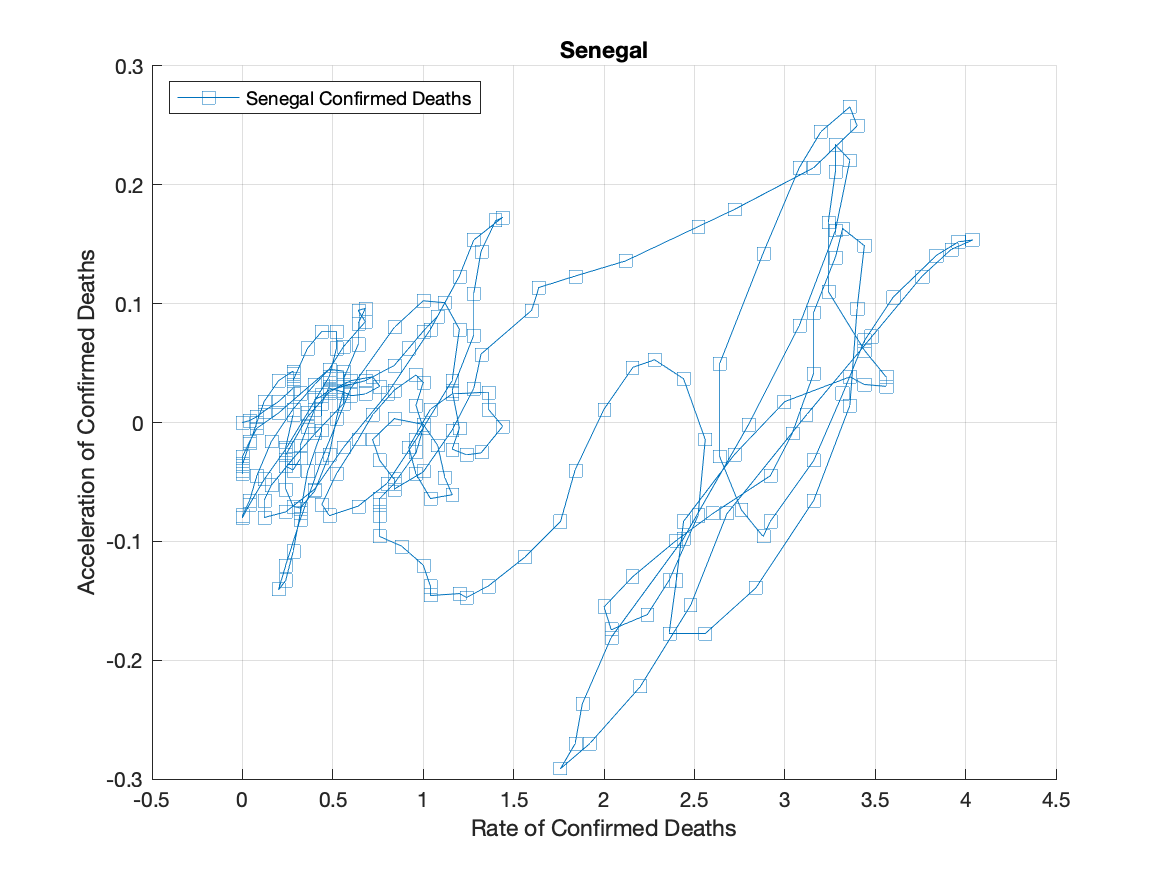 Senegal
Senegal Confirmed Deaths
0.3
0.2
0.1
0
-0.1
-0.2
-0.3
Acceleration of Confirmed Deaths
-0.5 0 0.5 1 1.5 2 2.5 3 3.5 4 4.5
Rate of Confirmed Deaths